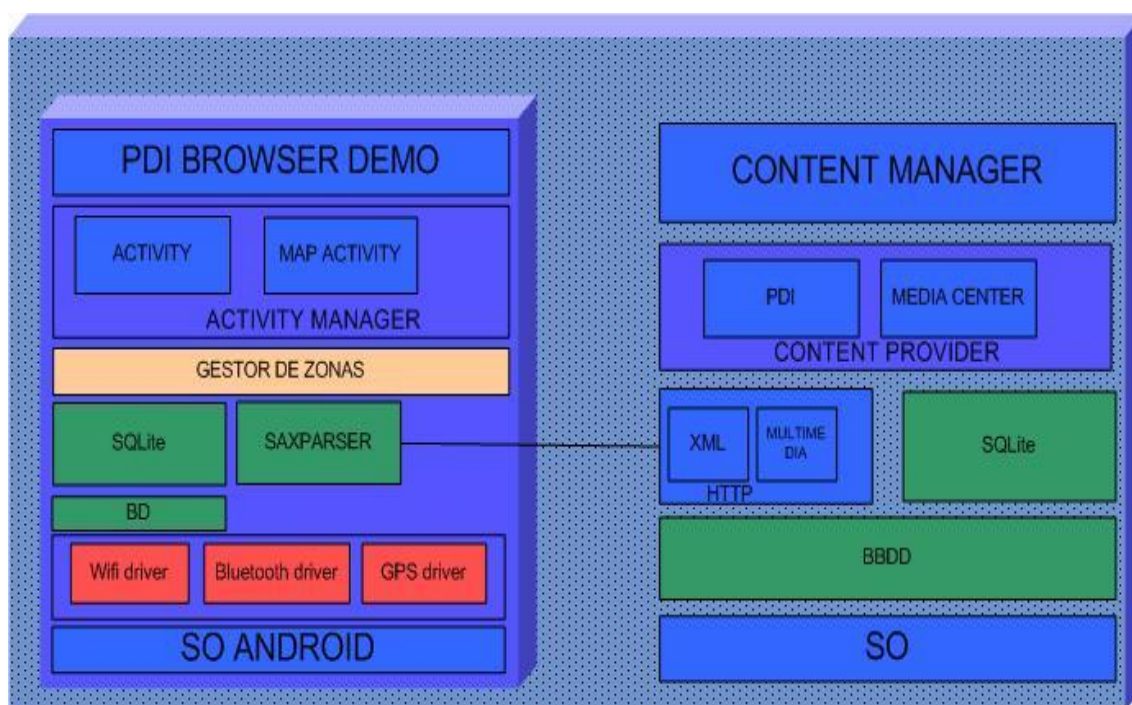 PDI BROWSER DEMO
ACTIVITY
MAP ACTIVITY
ACTIVITY MANAGER
GESTOR DE ZONAS
SQLite
SAXPARSER
BD
Wifi driver
Bluetooth driver
GPS driver
SO ANDROID
CONTENT MANAGER
PDI
MEDIA CENTER
CONTENT PROVIDER
XML
MULTIME
DIA
HTTP
SQLite
BBDD
SO